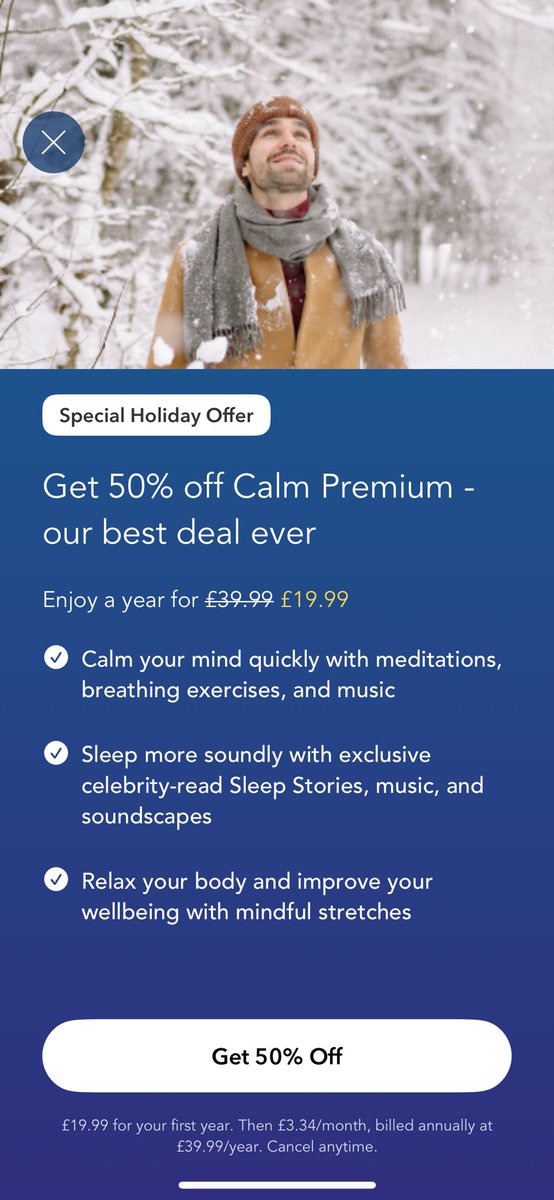 Special Holiday Offer
Get 50% off Calm Premium -
our best deal ever
Enjoy a year for £39.99 £19.99
Calm your mind quickly with meditations,
breathing exercises, and music
Sleep more soundly with exclusive
celebrity-read Sleep Stories, music, and
soundscapes
Relax your body and improve your
wellbeing with mindful stretches
Get 50% Off
£19.99 for your first year. Then £3.34/month, billed annually at
£39.99/year. Cancel anytime.